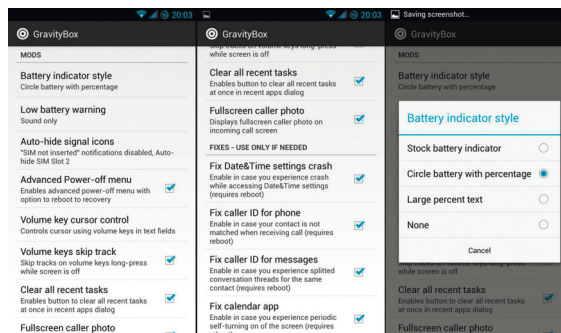 20:03
GravityBox
MODS
Battery indicator style
Circle battery with percentage
Low battery warning
Sound only
Auto-hide signal icons
"SIM not inserted" notifications disabled, Auto-
hide SIM Slot 2
Advanced Power-off menu
Enables advanced power-off menu with
option to reboot to recovery
Volume key cursor control
Controls cursor using volume keys in text fields
Volume keys skip track
Skip tracks on volume keys long-press
while screen is off
Clear all recent tasks
Enables button to clear all recent tasks
at once in recent apps dialog
Fullscreen caller photo
20:03
GravityBox
Skip tracks on volume keys long-press
while screen is off
Clear all recent tasks
Enables button to clear all recent tasks
at once in recent apps dialog
Fullscreen caller photo
Displays fullscreen caller photo on
incoming call screen
FIXES - USE ONLY IF NEEDED
Fix Date&Time settings crash
Enable in case you experience crash
while accessing Date&Time settings
(requires reboot)
Fix caller ID for phone
Enable in case your contact is not
matched when receiving call (requires
reboot)
Fix caller ID for messages
Enable in case you experience splitted
conversation threads for the same
contact (requires reboot)
Fix calendar app
Enable in case you experience periodic
self-turning on of the screen (requires
Saving screenshot...
GravityBox
MODS
Battery indicator style
Circle battery with percentage
Battery indicator style
Stock battery indicator
Circle battery with percentage
Large percent text
None
Cancel
while screen is off
Clear all recent tasks
Enables button to clear all recent tasks
at once in recent apps dialog
Fullscreen caller photo